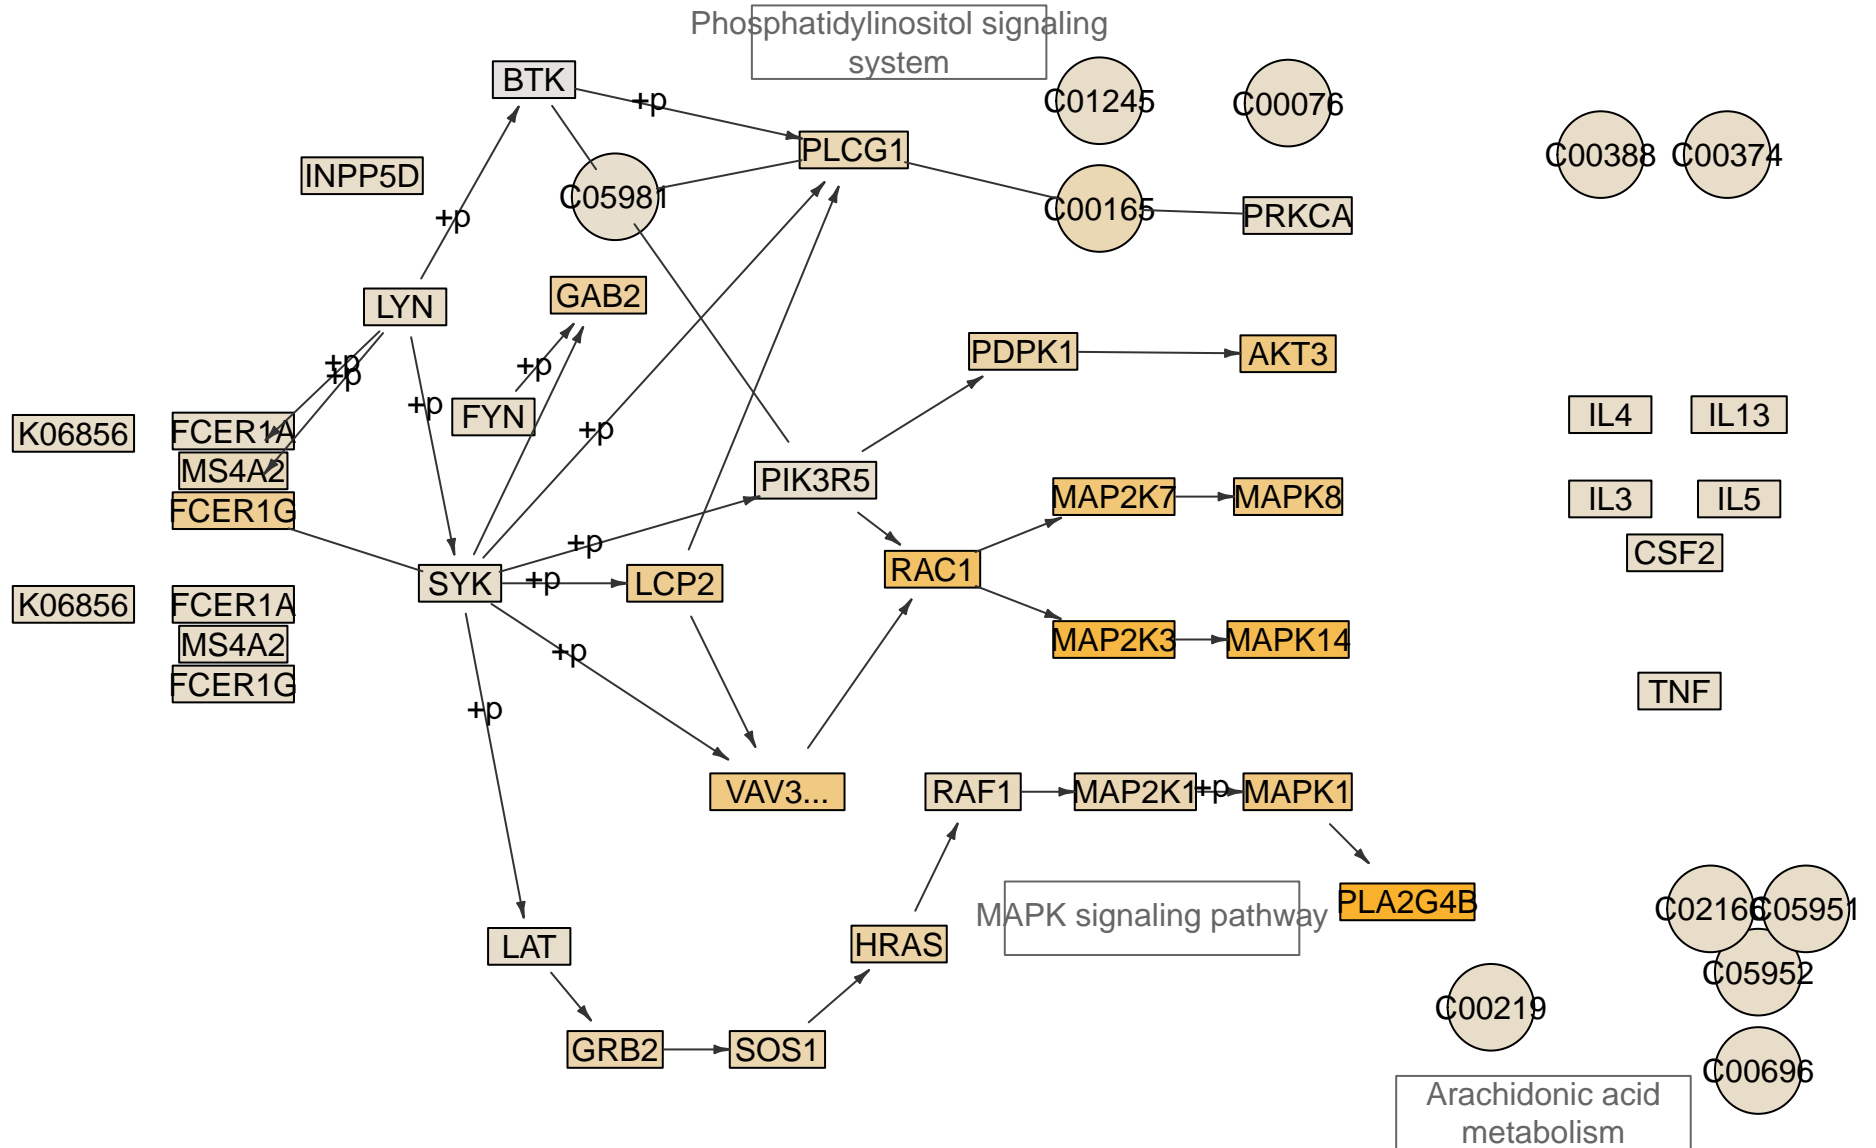 Phosphatidylinositol signaling
system
BTK
+p
C01245
C00076
PLCG1
C00388
C00374
INPP5D
C05981
C00165
PRKCA
+p
LYN
GAB2
PDPK1
AKT3
+p
+p
+p
+p
FYN
IL4
IL13
K06856
FCER1A
+p
MS4A2
PIK3R5
MAP2K7
MAPK8
IL3
IL5
FCER1G
+p
CSF2
SYK
+p
LCP2
RAC1
K06856
FCER1A
MS4A2
+p
MAP2K3
MAPK14
FCER1G
TNF
+p
VAV3...
RAF1
MAP2K1
+p
MAPK1
MAPK signaling pathway
PLA2G4B
C02166
C05951
LAT
HRAS
C05952
C00219
GRB2
SOS1
C00696
Arachidonic acid
metabolism